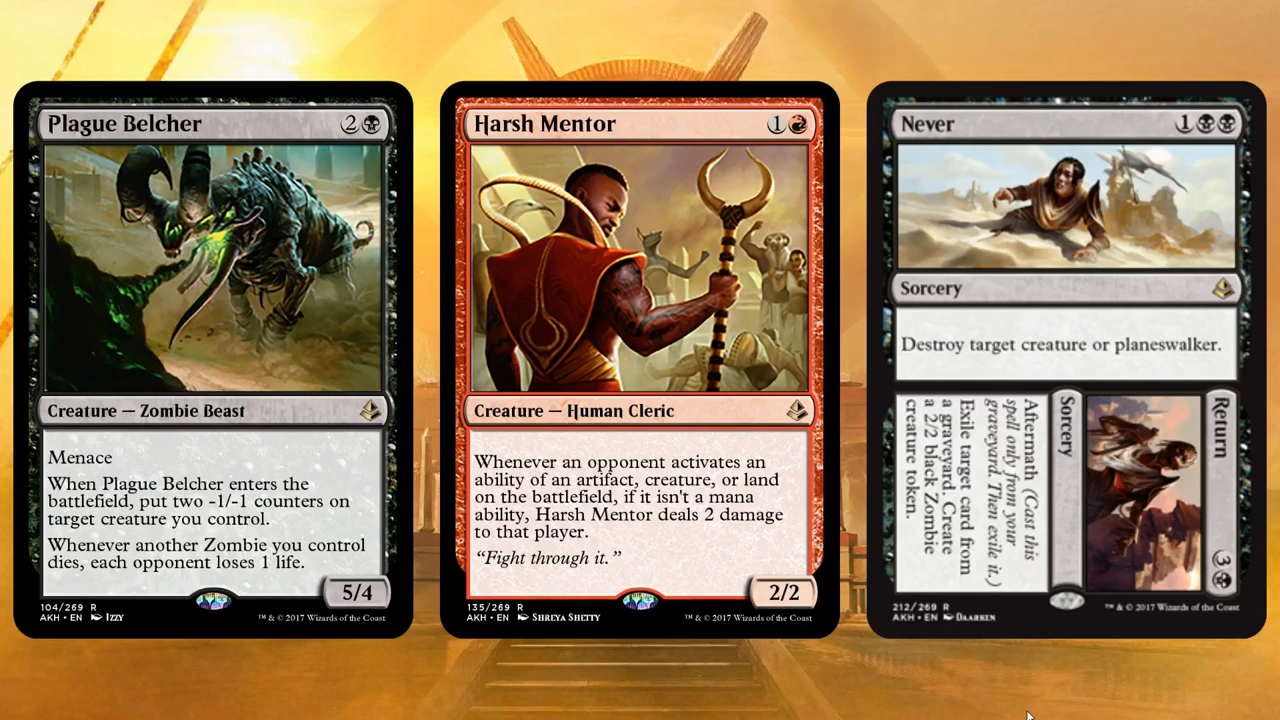 Plague Belcher 2
Creature — Zombie Beast
Menace
When Plague Belcher enters the
battlefield, put two -1/-1 counters on
target creature you control.
Whenever another Zombie you control
dies, each opponent loses 1 life.
5/4
104/269 R
AKH • EN Izzy
™ & © 2017 Wizards of the Coast
Harsh Mentor 1
Creature — Human Cleric
Whenever an opponent activates an
ability of an artifact, creature, or land
on the battlefield, if it isn't a mana
ability, Harsh Mentor deals 2 damage
to that player.
“Fight through it.”
2/2
135/269 R
AKH • EN Shreya Shetty
™ & © 2017 Wizards of the Coast
Never 1
Sorcery
Destroy target creature or planeswalker.
Return 3
Sorcery
Aftermath (Cast this
spell only from your
graveyard. Then exile it.)
Exile target card from
a graveyard. Create
a 2/2 black Zombie
creature token.
212/269 R
AKH • EN Daarken
™ & © 2017 Wizards of the Coast